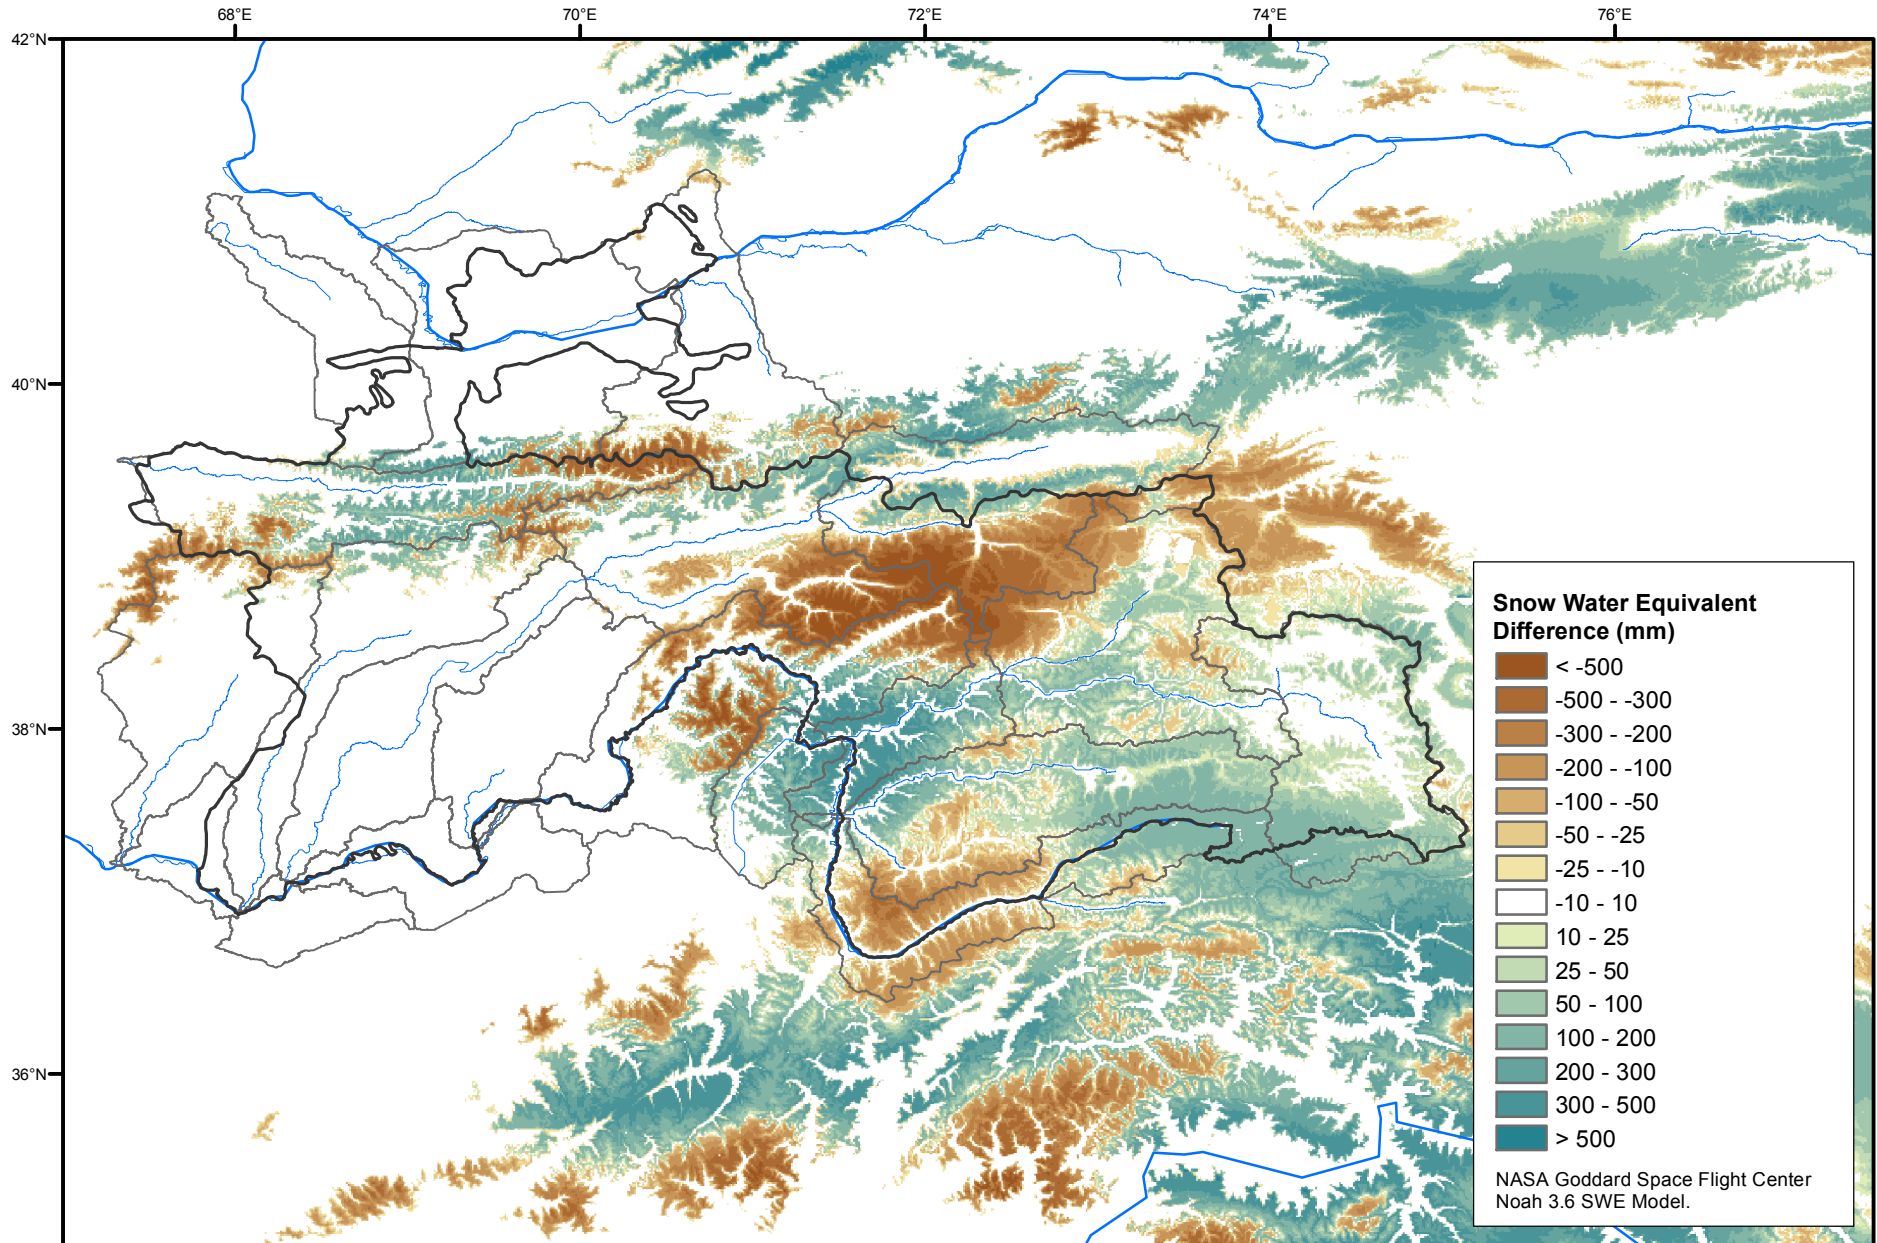 68°E
70°E
72°E
74°E
76°E
42°N
40°N
38°N
36°N
Snow Water Equivalent
Difference (mm)
< -500
-500 - -300
-300 - -200
-200 - -100
-100 - -50
-50 - -25
-25 - -10
-10 - 10
10 - 25
25 - 50
50 - 100
100 - 200
200 - 300
300 - 500
> 500
NASA Goddard Space Flight Center
Noah 3.6 SWE Model.